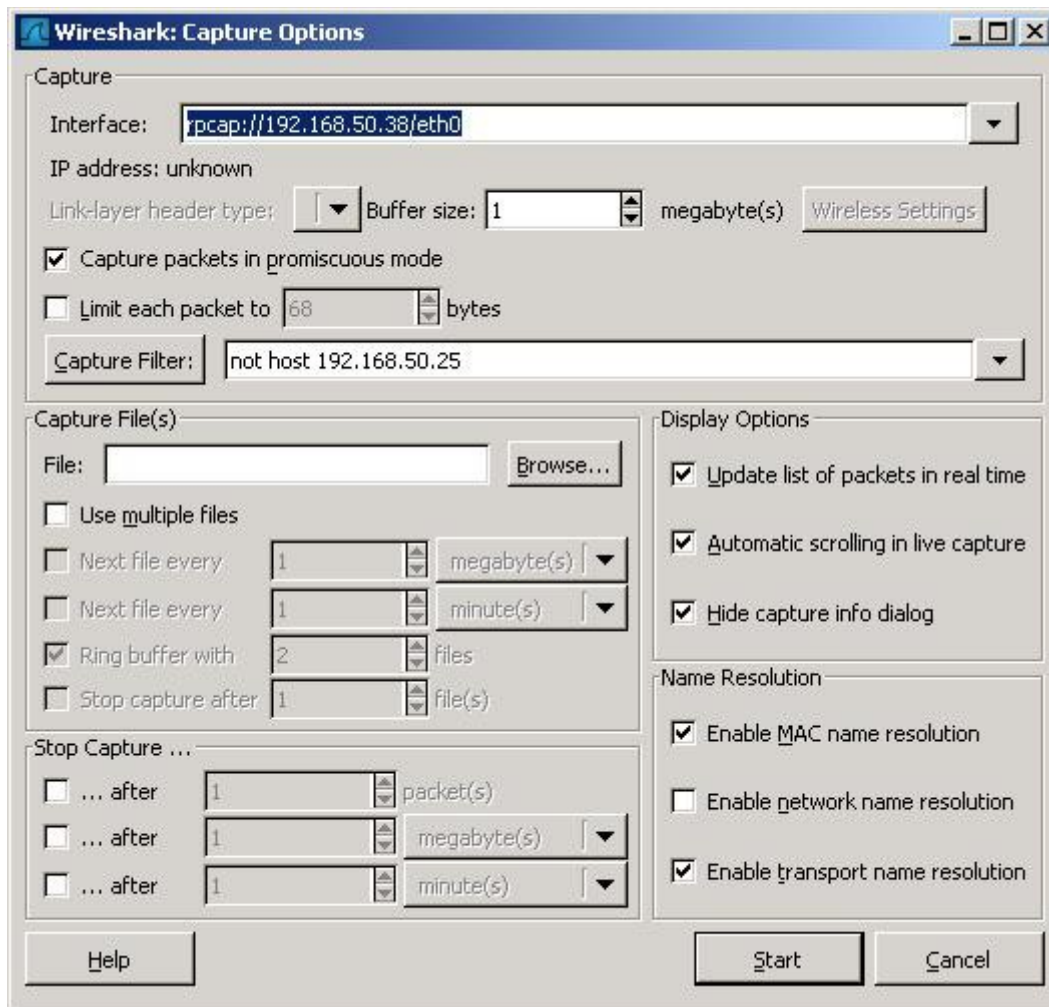 Wireshark: Capture Options
Capture
Interface: rpcap://192.168.50.38/eth0
IP address: unknown
Link-layer header type: Buffer size: 1 megabyte(s) Wireless Settings
Capture packets in promiscuous mode
Limit each packet to 68 bytes
Capture Filter: not host 192.168.50.25
Capture File(s)
File: Browse...
Use multiple files
Next file every 1 megabyte(s)
Next file every 1 minute(s)
Ring buffer with 2 files
Stop capture after 1 file(s)
Stop Capture ...
... after 1 packet(s)
... after 1 megabyte(s)
... after 1 minute(s)
Display Options
Update list of packets in real time
Automatic scrolling in live capture
Hide capture info dialog
Name Resolution
Enable MAC name resolution
Enable network name resolution
Enable transport name resolution
Help Start Cancel